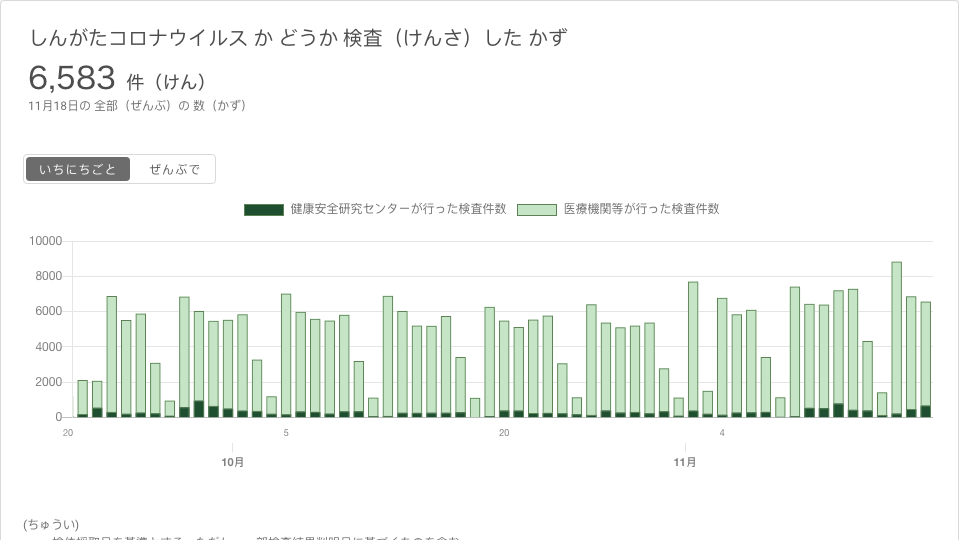 しんがたコロナウイルス か どうか 検査（けんさ）した かず
6,583 件（けん）
11月18日の 全部（ぜんぶ）の 数（かず）
いちにちごと ぜんぶで
健康安全研究センターが行った検査件数 医療機関等が行った検査件数
10000
8000
6000
4000
2000
0
20 5 20 4
10月 11月
(ちゅうい)